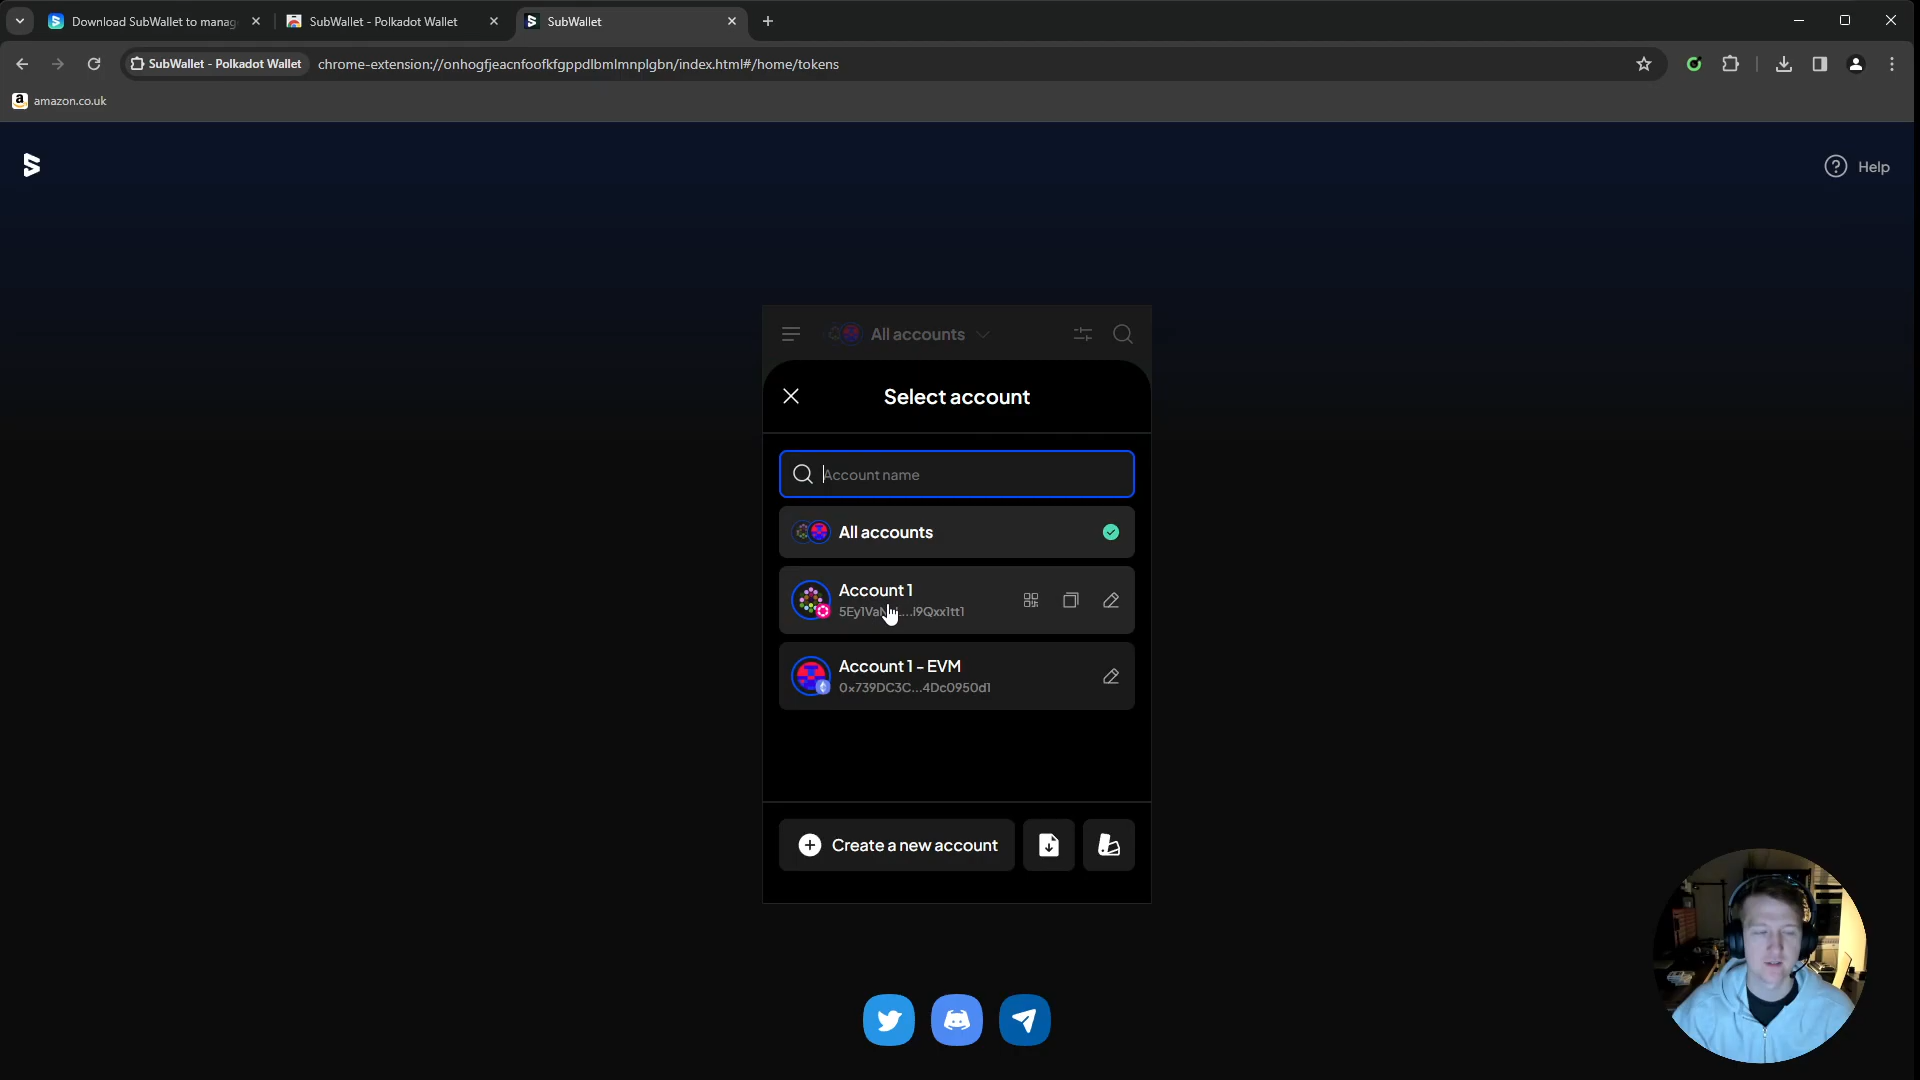 Download SubWallet to manag
SubWallet - Polkadot Wallet
SubWallet
SubWallet - Polkadot Wallet
chrome-extension://onhogfjeacnfoofkfgppdlbmlmnplgbn/index.html#/home/tokens
amazon.co.uk
Help
All accounts
Select account
Account name
All accounts
Account 1
...i9Qxx1tt1
Account 1 - EVM
0x739DC3C...4Dc0950d1
Create a new account